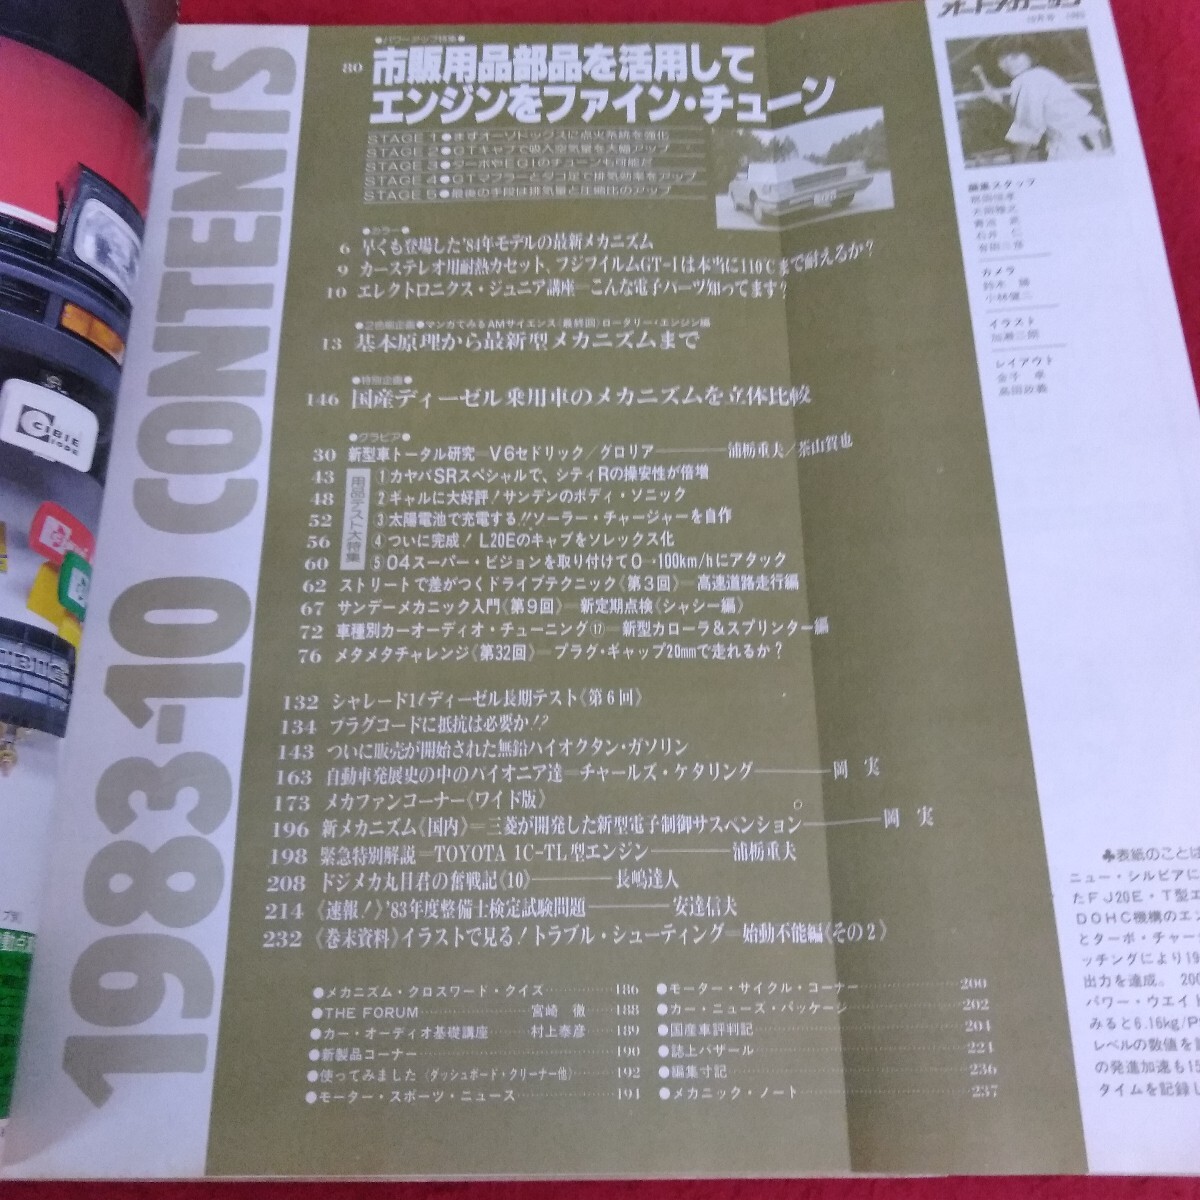 1983-10 CONTENTS
●パワーアップ特集●
80 市販用品部品を活用して
エンジンをファイン・チューン
STAGE 1●まずオーソドックスに点火系統を強化
STAGE 2●GTキャブで吸入空気量を大幅アップ
STAGE 3●ターボやEGIのチューンも可能だ
STAGE 4●GTマフラーとタコ足で排気効率をアップ
STAGE 5●最後の手段は排気量と圧縮比のアップ
●カラー●
6 早くも登場した'84年モデルの最新メカニズム
9 カーステレオ用耐熱カセット、フジフイルムGT-Iは本当に110℃まで耐えるか?
10 エレクトロニクス・ジュニア講座=こんな電子パーツ知ってます?
●2色刷企画●マンガでみるAMサイエンス《最終回》ロータリー・エンジン編
13 基本原理から最新型メカニズムまで
●特別企画●
146 国産ディーゼル乗用車のメカニズムを立体比較
●グラビア●
30 新型車トータル研究=V6セドリック/グロリア 浦栃重夫/茶山賀也
用品テスト大特集
43 ①カヤバSRスペシャルで、シティRの操安性が倍増
48 ②ギャルに大好評!サンデンのボディ・ソニック
52 ③太陽電池で充電する!!ソーラー・チャージャーを自作
56 ④ついに完成! L20Eのキャブをソレックス化
60 ⑤04スーパー・ビジョンを取り付けて0→100km/hにアタック
62 ストリートで差がつくドライブテクニック《第3回》=高速道路走行編
67 サンデーメカニック入門《第9回》=新定期点検《シャシー編》
72 車種別カーオーディオ・チューニング⑰=新型カローラ&スプリンター編
76 メタメタチャレンジ《第32回》=プラグ・ギャップ20mmで走れるか?
132 シャレード1ℓディーゼル長期テスト《第6回》
134 プラグコードに抵抗は必要か!?
143 ついに販売が開始された無鉛ハイオクタン・ガソリン
163 自動車発展史の中のパイオニア達=チャールズ・ケタリング 岡 実
173 メカファンコーナー《ワイド版》
196 新メカニズム《国内》=三菱が開発した新型電子制御サスペンション 岡 実
198 緊急特別解説=TOYOTA 1C-TL型エンジン 浦栃重夫
208 ドジメカ丸目君の奮戦記《10》 長嶋達人
214 《速報!》'83年度整備士検定試験問題 安達信夫
232 《巻末資料》イラストで見る!トラブル・シューティング=始動不能編《その2》
●メカニズム・クロスワード・クイズ 186
●THE FORUM 宮崎 徹 188
●カー・オーディオ基礎講座 村上泰彦 189
●新製品コーナー 190
●使ってみました〈ダッシュボード・クリーナー他〉 192
●モーター・スポーツ・ニュース 194
●モーター・サイクル・コーナー 200
●カー・ニューズ・パッケージ 202
●国産車評判記 204
●誌上バザール 224
●編集寸記 236
●メカニック・ノート 237
オートメカニック
編集スタッフ
カメラ
鈴木 勝
小林健二
イラスト
加瀬三郎
レイアウト
金子 卓
島田政義
♣表紙のことば
ニュー・シルビアに
たFJ20E・T型エ
DOHC機構のエン
とターボ・チャー
ッチングにより19
出力を達成。200
パワー・ウエイト
みると6.16kg/P
レベルの数値を
の発進加速も15
タイムを記録し
CIBIE